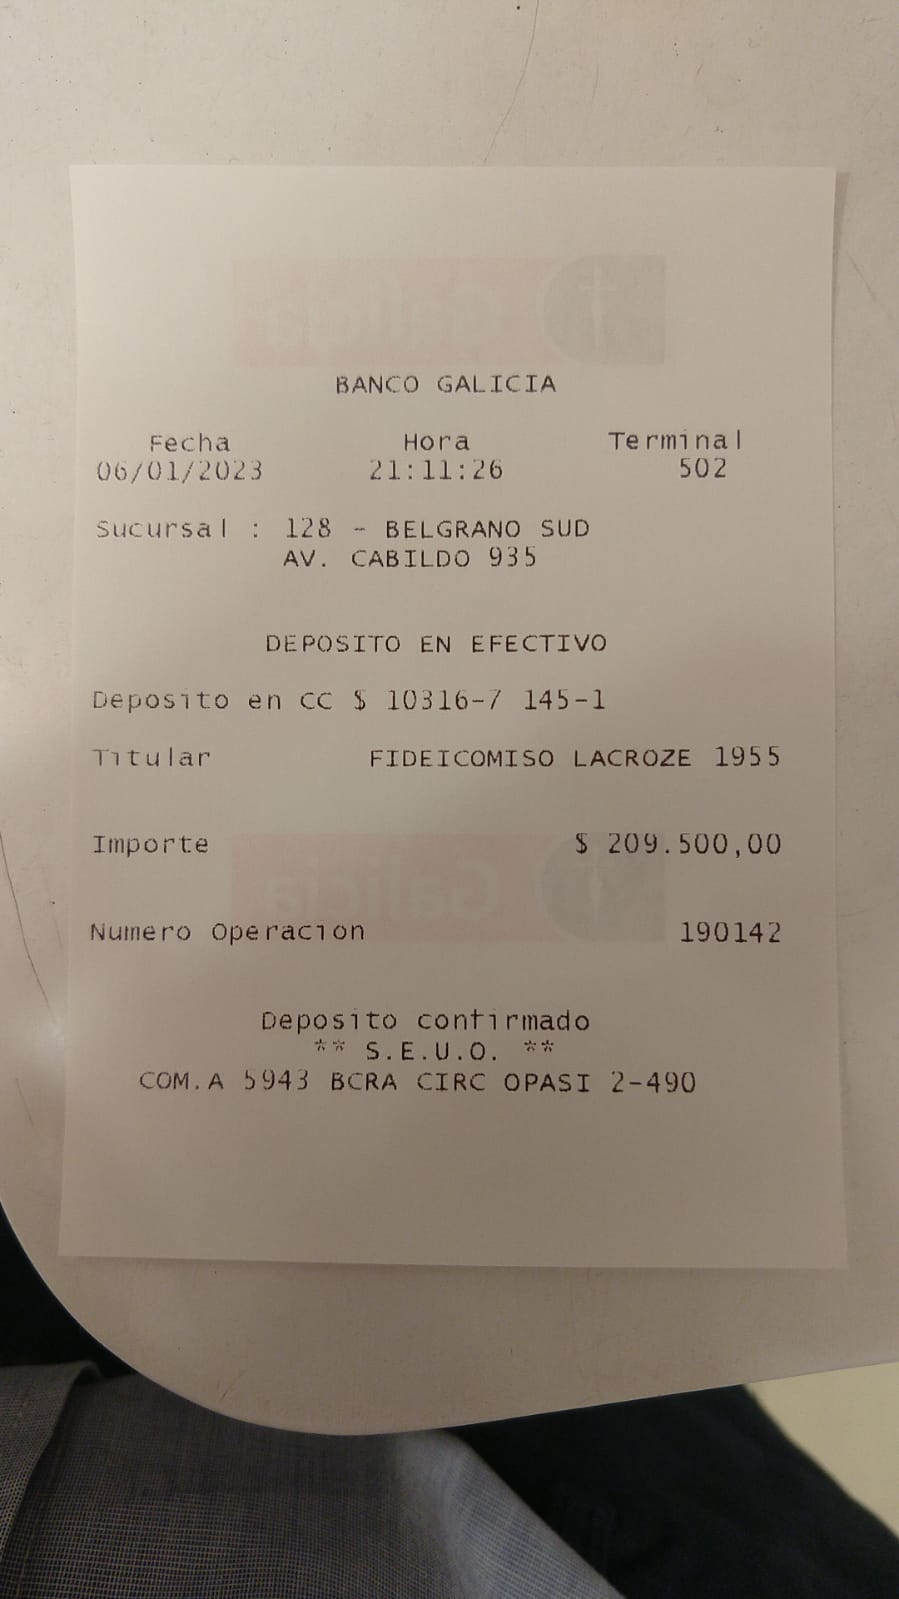 BANCO GALICIA
Fecha Hora Terminal
06/01/2023 21:11:26 502
Sucursal : 128 - BELGRANO SUD
AV. CABILDO 935
DEPOSITO EN EFECTIVO
Deposito en CC $ 10316-7 145-1
Titular FIDEICOMISO LACROZE 1955
Importe $ 209.500,00
Galicia
Numero Operacion 190142
Deposito confirmado
** S.E.U.O. **
COM.A 5943 BCRA CIRC OPASI 2-490